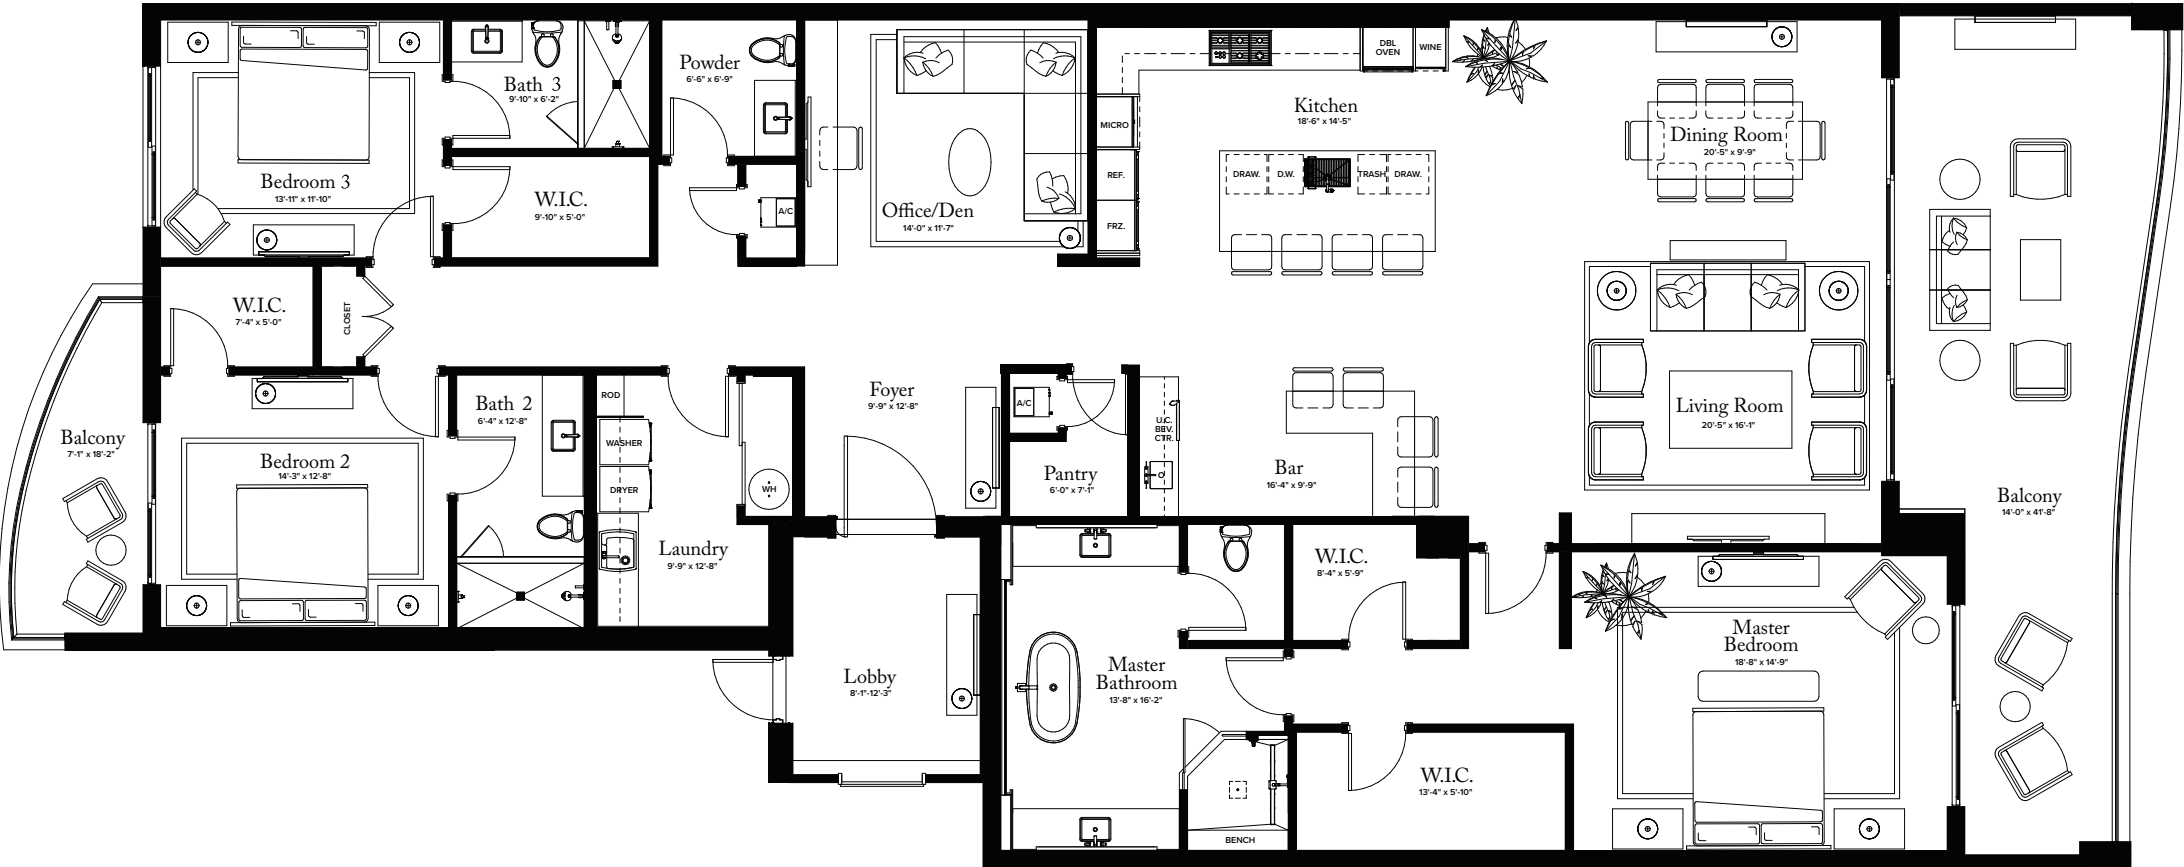 Bedroom 3
13'-11" x 11'-10"
Bath 3
9'-10" x 6'-2"
W.I.C.
9'-10" x 5'-0"
Powder
6'-6" x 6'-9"
A/C
Office/Den
14'-0" x 11'-7"
DBL
OVEN
WINE
MICRO
REF.
FRZ.
Kitchen
18'-6" x 14'-5"
DRAW.
D.W.
TRASH
DRAW.
Dining Room
20'-5" x 9'-9"
W.I.C.
7'-4" x 5'-0"
CLOSET
Balcony
7'-1" x 18'-2"
Bedroom 2
14'-3" x 12'-8"
Bath 2
6'-4" x 12'-8"
ROD
WASHER
DRYER
WH
Laundry
9'-9" x 12'-8"
Foyer
9'-9" x 12'-8"
A/C
Pantry
6'-0" x 7'-1"
U.C.
BEV.
CTR.
Bar
16'-4" x 9'-9"
Living Room
20'-5" x 16'-1"
Balcony
14'-0" x 41'-8"
Lobby
8'-1"-12'-3"
Master
Bathroom
13'-8" x 16'-2"
W.I.C.
8'-4" x 5'-9"
BENCH
W.I.C.
13'-4" x 5'-10"
Master
Bedroom
18'-8" x 14'-9"